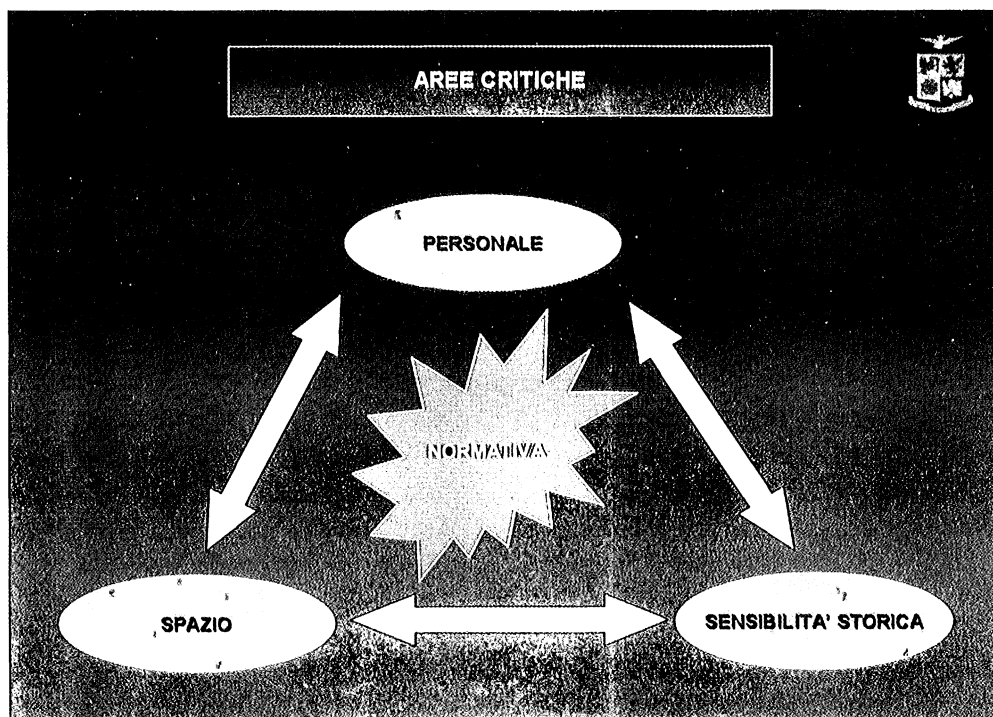 AREE CRITICHE
PERSONALE
NORMATIVA
SPAZIO
SENSIBILITA' STORICA